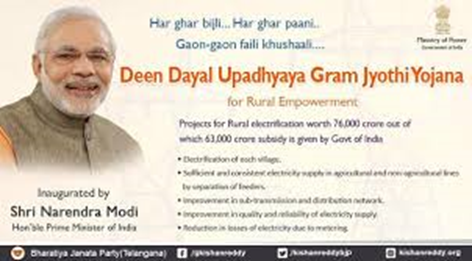 Har ghar bijli... Har ghar paani..
Gaon-gaon faili khushaali....
Ministry of Power
Government of India
Deen Dayal Upadhyaya Gram Jyothi Yojana
for Rural Empowerment
Projects for Rural electrification worth 76,000 crore out of
which 63,000 crore subsidy is given by Govt of India
• Electrification of each village.
• Sufficient and consistent electricity supply in agricultural and non-agricultural lines
by separation of feeders.
• Improvement in sub-transmission and distribution network.
• Improvement in quality and reliability of electricity supply.
• Reduction in losses of electricity due to metering.
Inaugurated by
Shri Narendra Modi
Hon'ble Prime Minister of India
Bharatiya Janata Party(Telangana)
/gkishanreddy
/kishanreddybjp
/gkishanreddy